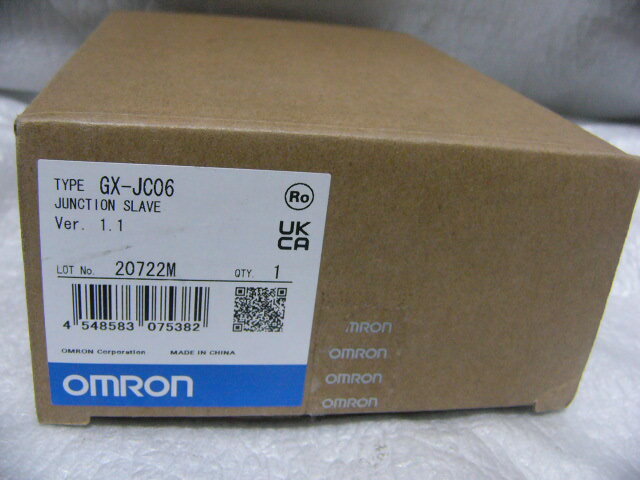 TYPE GX-JC06
JUNCTION SLAVE
Ver. 1.1
Ro
UK
CA
LOT No. 20722M QTY. 1
4 548583 075382
OMRON Corporation MADE IN CHINA
OMRON
MRON
OMRON
OMRON
OMRON